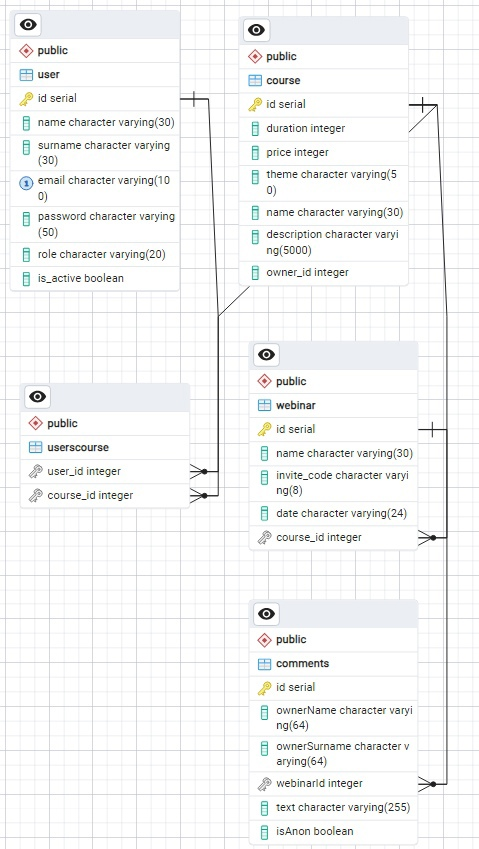 public
user
id serial
name character varying(30)
surname character varying
(30)
1
email character varying(10
0)
password character varying
(50)
role character varying(20)
is_active boolean
public
course
id serial
duration integer
price integer
theme character varying(5
0)
name character varying(30)
description character varyi
ng(5000)
owner_id integer
public
userscourse
user_id integer
course_id integer
public
webinar
id serial
name character varying(30)
invite_code character varyi
ng(8)
date character varying(24)
course_id integer
public
comments
id serial
ownerName character varyi
ng(64)
ownerSurname character v
arying(64)
webinarId integer
text character varying(255)
isAnon boolean